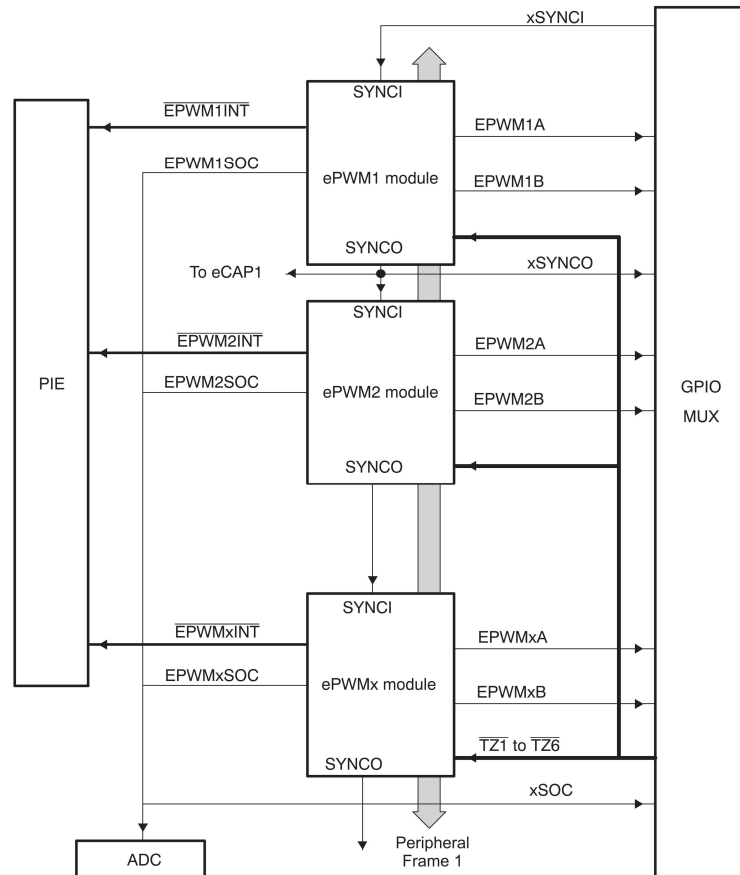 xSYNCI
SYNCI
EPWM1INT
EPWM1A
EPWM1SOC
ePWM1 module
EPWM1B
SYNCO
To eCAP1
xSYNCO
SYNCI
EPWM2INT
EPWM2A
PIE
EPWM2SOC
ePWM2 module
GPIO
MUX
EPWM2B
SYNCO
SYNCI
EPWMxINT
EPWMxA
EPWMxSOC
ePWMx module
EPWMxB
TZ1 to TZ6
SYNCO
xSOC
Peripheral
Frame 1
ADC